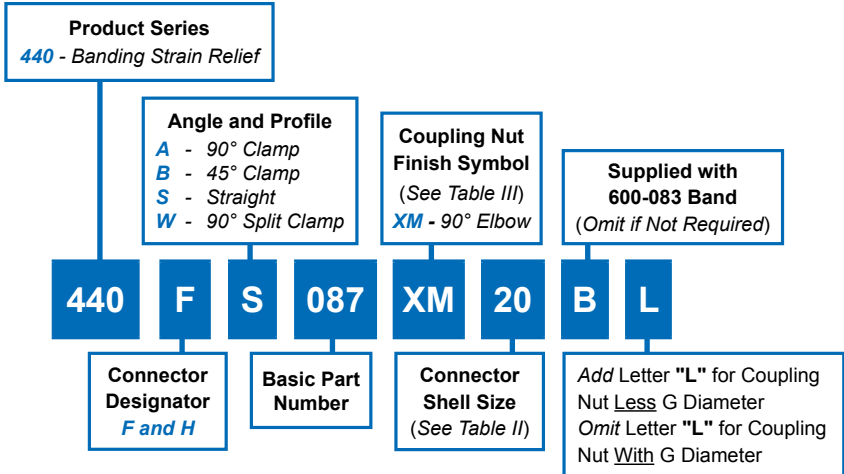 Product Series
440 - Banding Strain Relief
Angle and Profile
A - 90° Clamp
B - 45° Clamp
S - Straight
W - 90° Split Clamp
Coupling Nut
Finish Symbol
(See Table III)
XM - 90° Elbow
Supplied with
600-083 Band
(Omit if Not Required)
440 F S 087 XM 20 B L
Connector
Designator
F and H
Basic Part
Number
Connector
Shell Size
(See Table II)
Add Letter "L" for Coupling
Nut Less G Diameter
Omit Letter "L" for Coupling
Nut With G Diameter